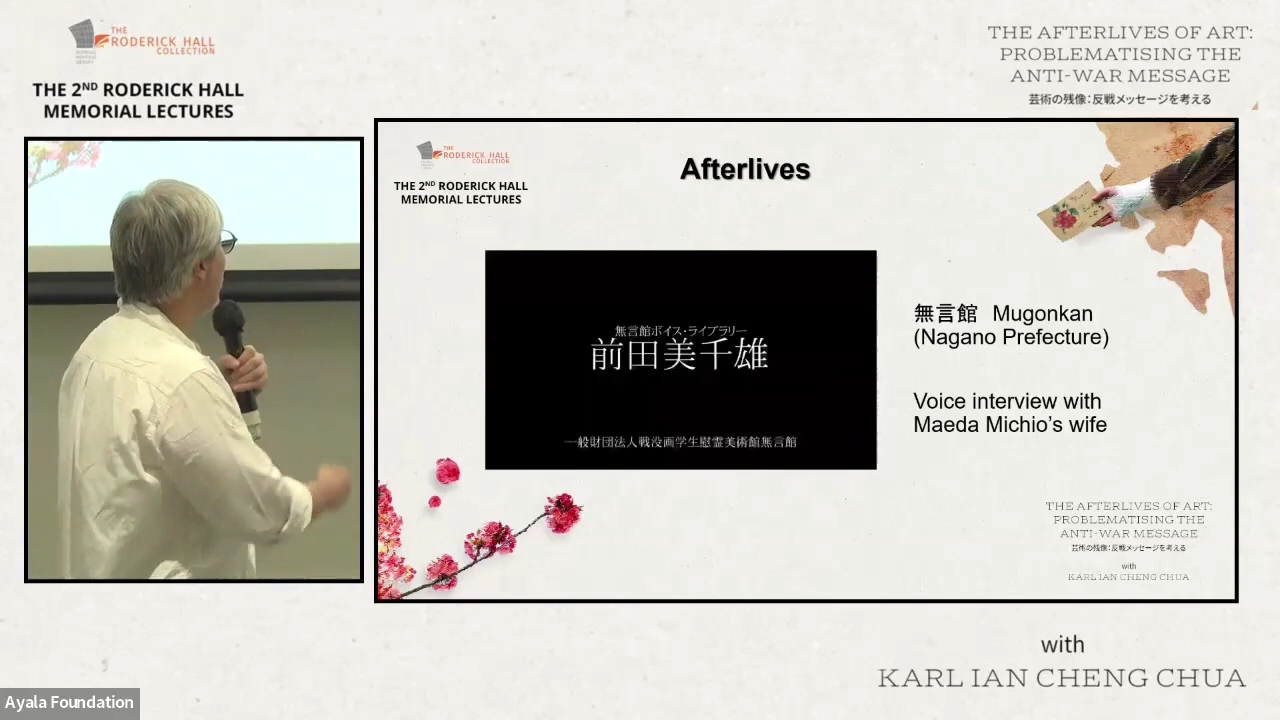 THE
RODERICK HALL
COLLECTION
THE 2ND RODERICK HALL
MEMORIAL LECTURES
THE AFTERLIVES OF ART:
PROBLEMATISING THE
ANTI-WAR MESSAGE
芸術の残像:反戦メッセージを考える
THE
RODERICK HALL
COLLECTION
THE 2ND RODERICK HALL
MEMORIAL LECTURES
Afterlives
無言館ボイス・ライブラリー
前田美千雄
一般財団法人戦没画学生慰霊美術館無言館
無言館 Mugonkan
(Nagano Prefecture)
Voice interview with
Maeda Michio's wife
THE AFTERLIVES OF ART:
PROBLEMATISING THE
ANTI-WAR MESSAGE
芸術の残像:反戦メッセージを考える
with
KARL IAN CHENG CHUA
with
KARL IAN CHENG CHUA
Ayala Foundation